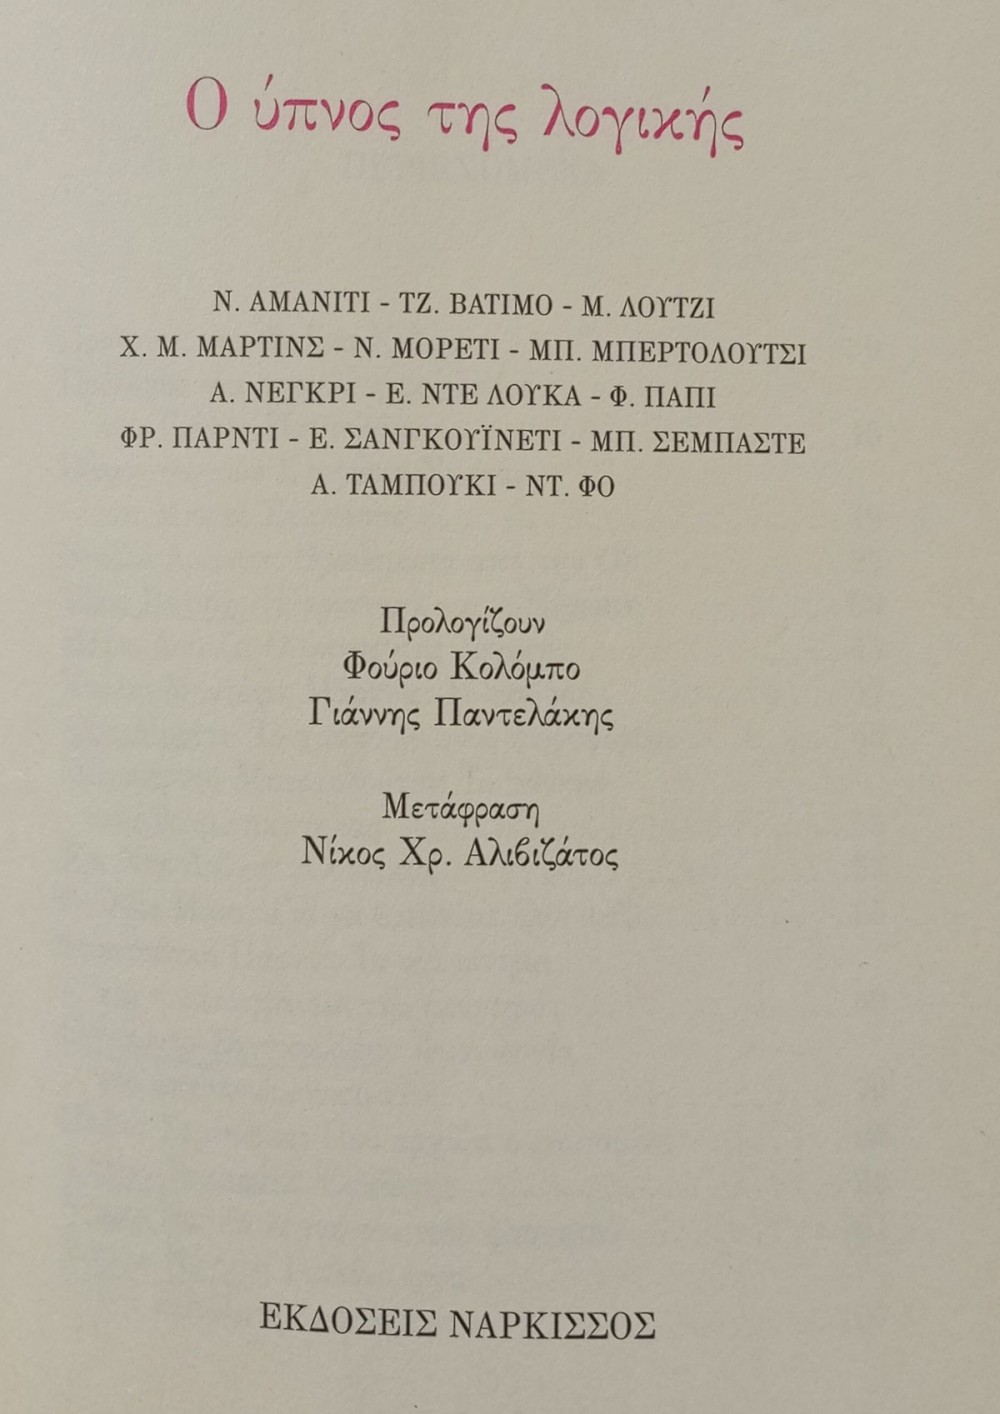 Ο ύπνος της λογικής
Ν. ΑΜΑΝΙΤΙ - ΤΖ. ΒΑΤΙΜΟ - Μ. ΛΟΥΤΖΙ
Χ. Μ. ΜΑΡΤΙΝΣ - Ν. ΜΟΡΕΤΙ - ΜΠ. ΜΠΕΡΤΟΛΟΥΤΣΙ
Α. ΝΕΓΚΡΙ - Ε. ΝΤΕ ΛΟΥΚΑ - Φ. ΠΑΠΙ
ΦΡ. ΠΑΡΝΤΙ - Ε. ΣΑΝΓΚΟΥΪΝΕΤΙ - ΜΠ. ΣΕΜΠΑΣΤΕ
Α. ΤΑΜΠΟΥΚΙ - ΝΤ. ΦΟ
Προλογίζουν
Φούριο Κολόμπο
Γιάννης Παντελάκης
Μετάφραση
Νίκος Χρ. Αλιβιζάτος
ΕΚΔΟΣΕΙΣ ΝΑΡΚΙΣΣΟΣ